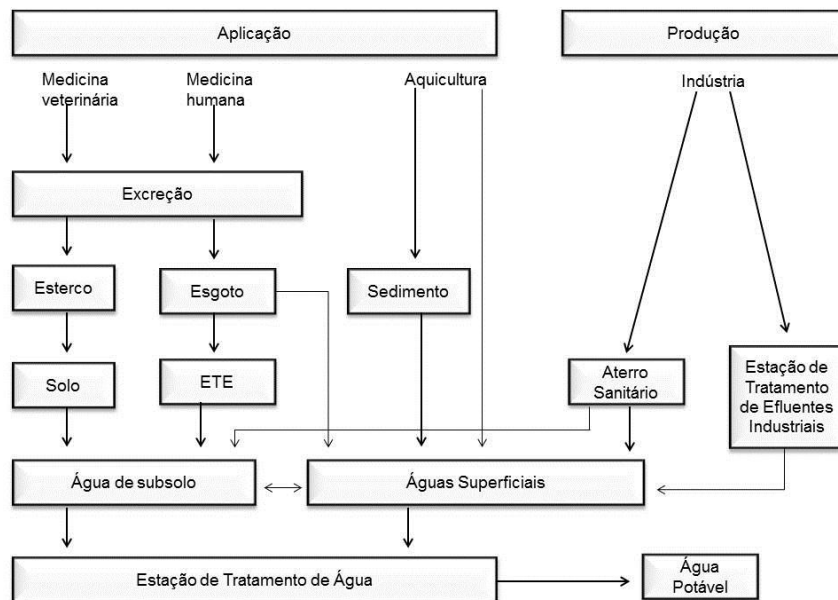 Aplicação
Produção
Medicina
veterinária
Medicina
humana
Aquicultura
Indústria
Excreção
Esterco
Esgoto
Sedimento
Solo
ETE
Aterro
Sanitário
Estação de
Tratamento
de Efluentes
Industriais
Água de subsolo
Águas Superficiais
Estação de Tratamento de Água
Água
Potável